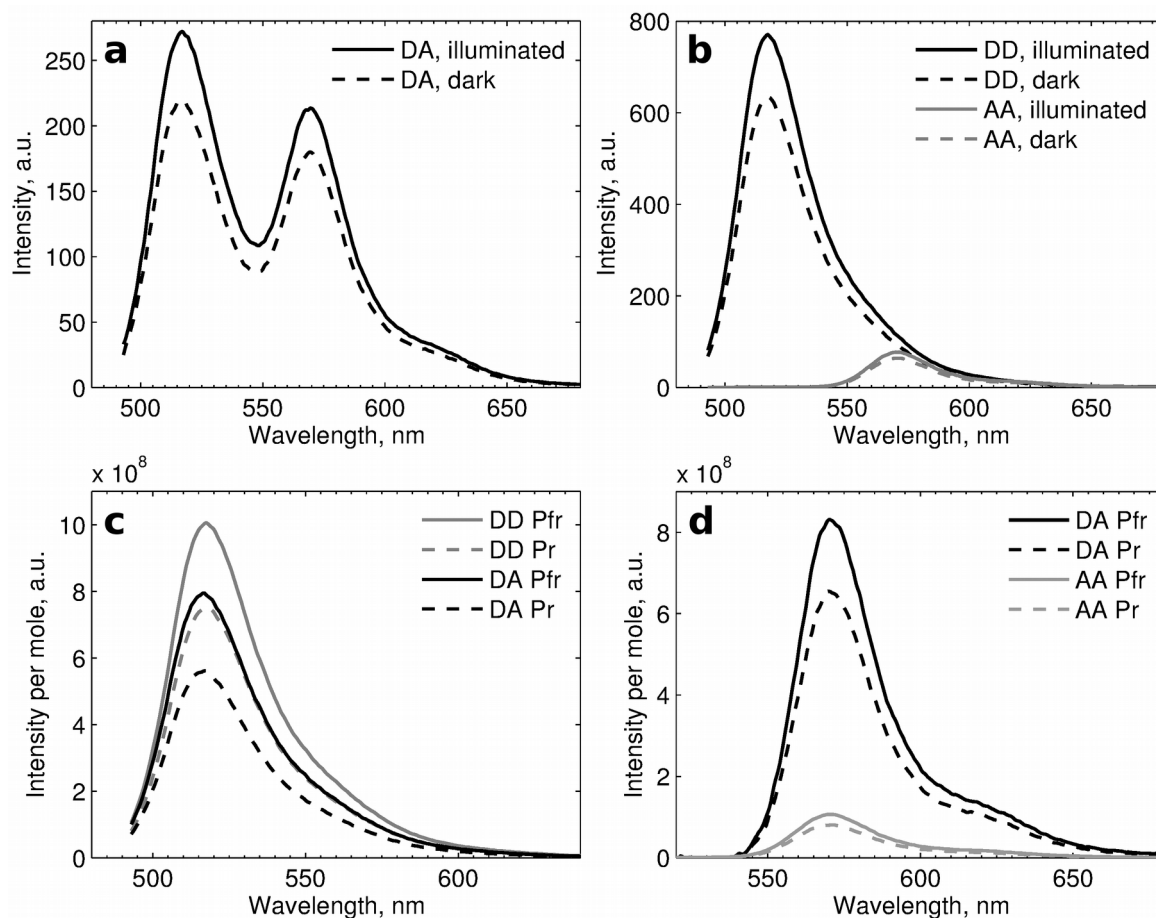 a
DA, illuminated
DA, dark
250
200
150
100
50
0
500
550
600
650
Intensity, a.u.
Wavelength, nm
b
DD, illuminated
DD, dark
AA, illuminated
AA, dark
800
600
400
200
0
500
550
600
650
Intensity, a.u.
Wavelength, nm
x 10⁸
c
DD Pfr
DD Pr
DA Pfr
DA Pr
10
8
6
4
2
0
500
550
600
Intensity per mole, a.u.
Wavelength, nm
x 10⁸
d
DA Pfr
DA Pr
AA Pfr
AA Pr
8
6
4
2
0
550
600
650
Intensity per mole, a.u.
Wavelength, nm